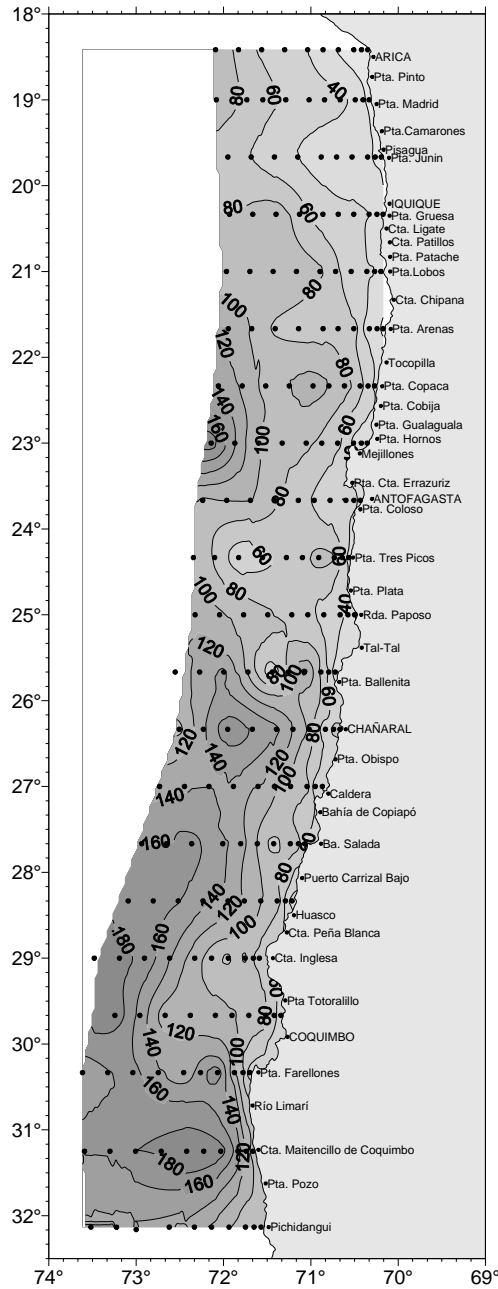 18°
ARICA
Pta. Pinto
80
60
40
19°
Pta. Madrid
Pta.Camarones
Pisagua
Pta. Junin
20°
80
60
IQUIQUE
Pta. Gruesa
Cta. Ligate
Cta. Patillos
Pta. Patache
21°
80
Pta.Lobos
100
Cta. Chipana
120
Pta. Arenas
22°
80
Tocopilla
140
Pta. Copaca
Pta. Cobija
160
100
60
Pta. Gualaguala
23°
Pta. Hornos
Mejillones
80
Pta. Cta. Errazuriz
ANTOFAGASTA
Pta. Coloso
24°
60
60
Pta. Tres Picos
100
80
Pta. Plata
40
25°
Rda. Paposo
120
Tal-Tal
80
100
Pta. Ballenita
60
26°
120
140
120
80
CHAÑARAL
Pta. Obispo
100
27°
140
Caldera
Bahía de Copiapó
160
Ba. Salada
28°
80
Puerto Carrizal Bajo
140
120
Huasco
180
160
100
Cta. Peña Blanca
29°
Cta. Inglesa
60
Pta Totoralillo
120
80
COQUIMBO
30°
140
100
Pta. Farellones
160
140
Río Limarí
31°
180
120
Cta. Maitencillo de Coquimbo
160
Pta. Pozo
32°
Pichidangui
74° 73° 72° 71° 70° 69°